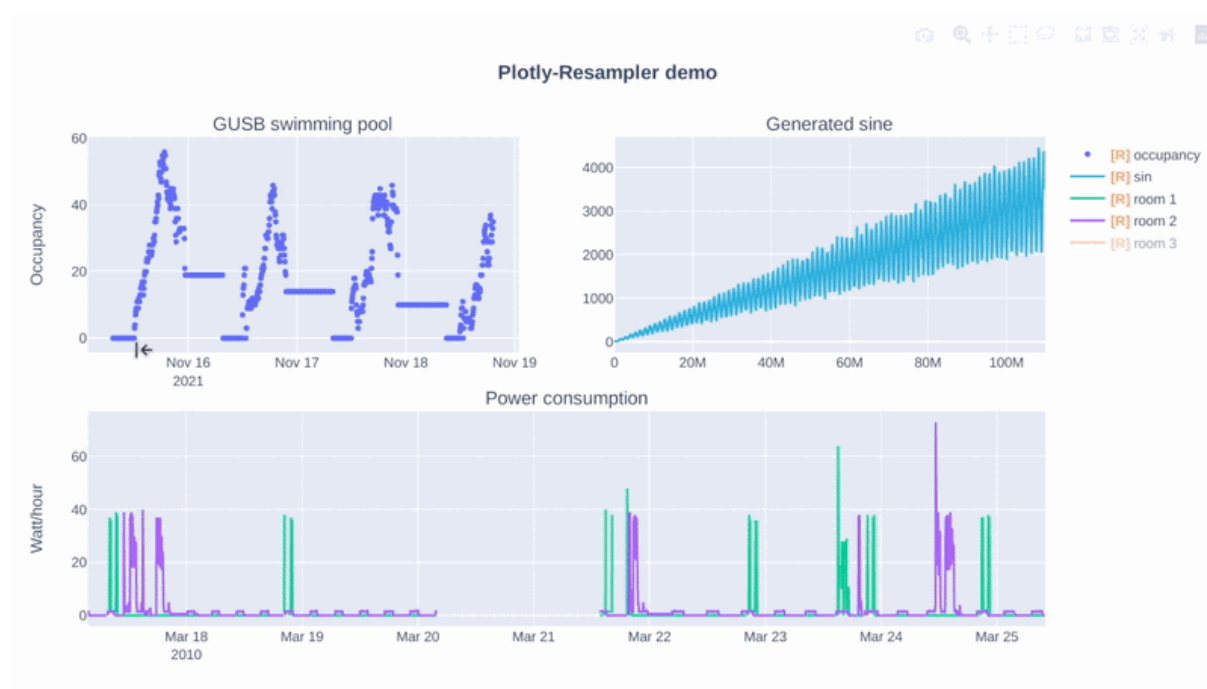 Plotly-Resampler demo
GUSB swimming pool
Generated sine
60
40
20
0
Occupancy
Nov 16
2021
Nov 17
Nov 18
Nov 19
4000
3000
2000
1000
0
0
20M
40M
60M
80M
100M
[R] occupancy
[R] sin
[R] room 1
[R] room 2
[R] room 3
Power consumption
60
40
20
0
Watt/hour
Mar 18
2010
Mar 19
Mar 20
Mar 21
Mar 22
Mar 23
Mar 24
Mar 25